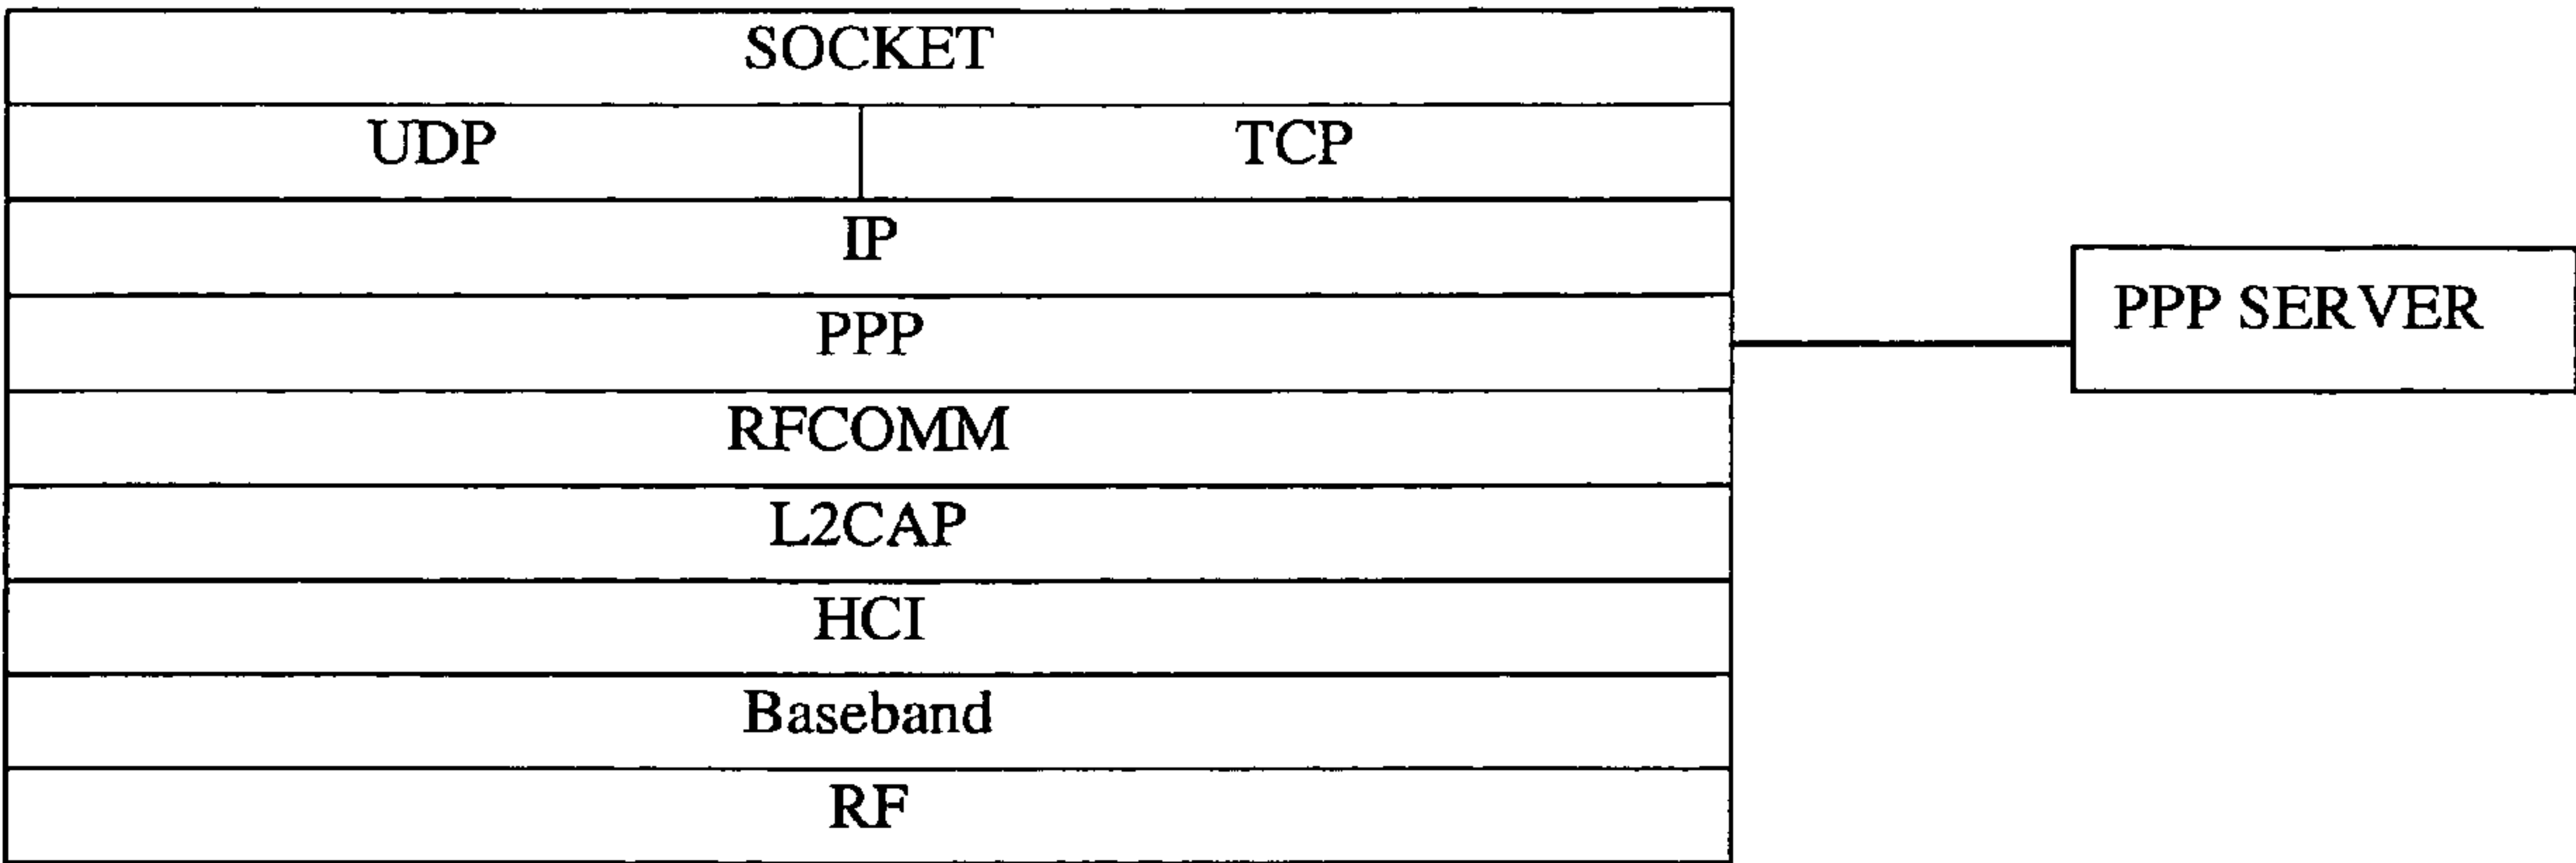 SOCKET
UDP TCP
IP
PPP
PPP SERVER
RFCOMM
L2CAP
HCI
Baseband
RF